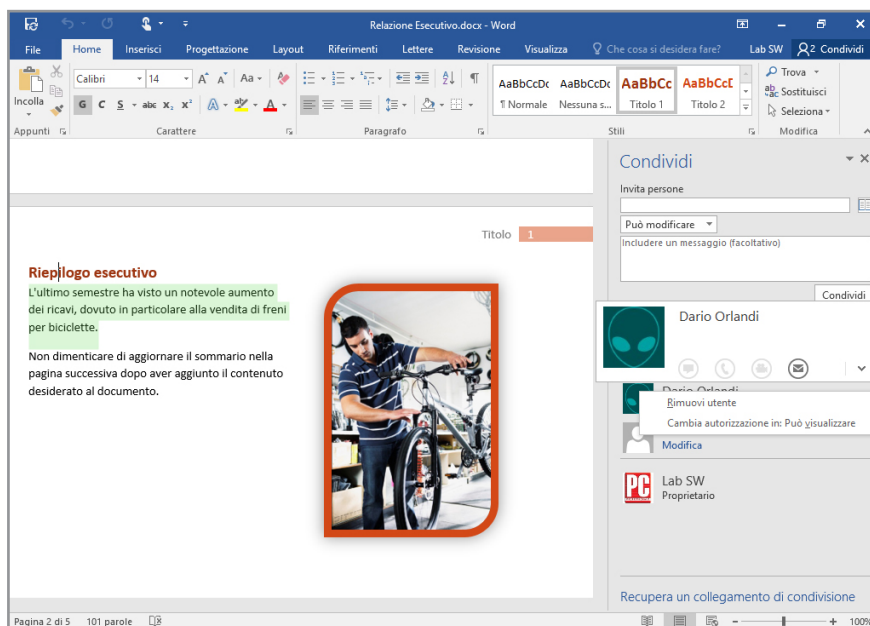 Relazione Esecutivo.docx - Word
File Home Inserisci Progettazione Layout Riferimenti Lettere Revisione Visualizza Che cosa si desidera fare? Lab SW 2 Condividi
Incolla
Calibri 14 A A Aa
G C S abc X₂ X² A aby A
AaBbCcDc AaBbCcDc AaBbCc AaBbCcE
¶ Normale Nessuna s... Titolo 1 Titolo 2
Trova
Sostituisci
Seleziona
Appunti Carattere Paragrafo Stili Modifica
Titolo 1
Riepilogo esecutivo
L'ultimo semestre ha visto un notevole aumento
dei ricavi, dovuto in particolare alla vendita di freni
per biciclette.
Non dimenticare di aggiornare il sommario nella
pagina successiva dopo aver aggiunto il contenuto
desiderato al documento.
Condividi
Invita persone
Può modificare
Includere un messaggio (facoltativo)
Condividi
Dario Orlandi
Dario Orlandi
Rimuovi utente
Cambia autorizzazione in: Può visualizzare
Modifica
PC
Lab SW
Proprietario
Recupera un collegamento di condivisione
Pagina 2 di 5 101 parole
100%